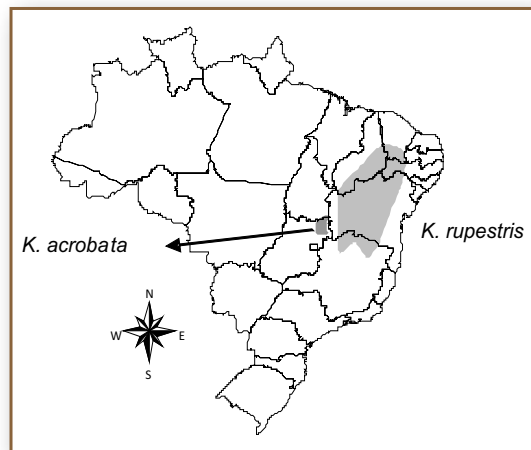 K. rupestris
K. acrobata
N
W E
S